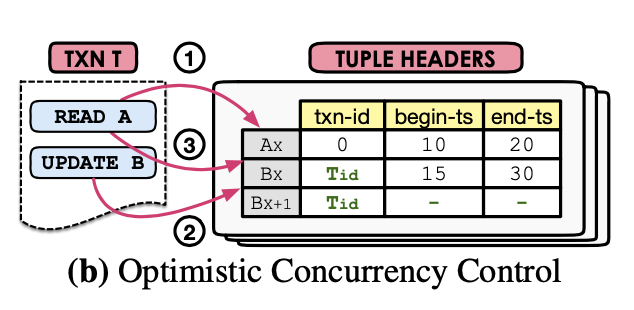 TXN T
①
TUPLE HEADERS
READ A
UPDATE B
③
②
txn-id begin-ts end-ts
Ax 0 10 20
Bx Tid 15 30
Bx+1 Tid – –
(b) Optimistic Concurrency Control